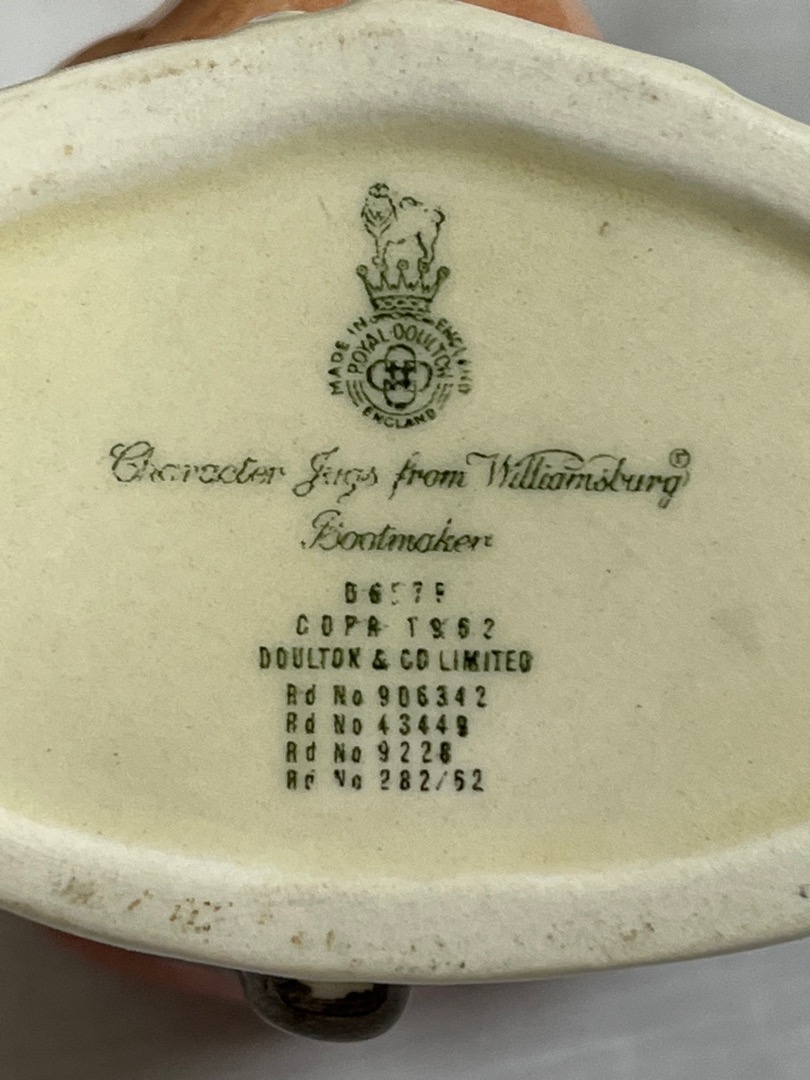 MADE IN ENGLAND
ROYAL DOULTON
ENGLAND
Character Jugs from Williamsburg®
Bootmaker
COPR 1962
DOULTON & CO LIMITED
Rd No 906342
Rd No 43449
Rd No 9228
Rd No 282/62